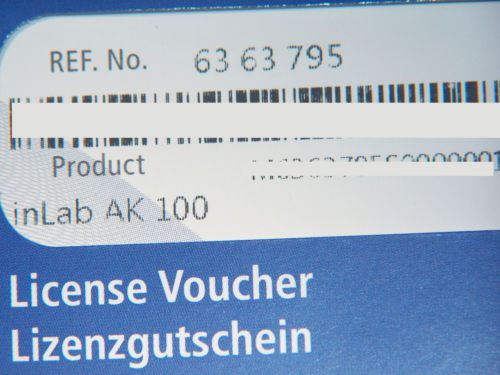 REF. No. 63 63 795
Product
inLab AK 100
License Voucher
Lizenzgutschein